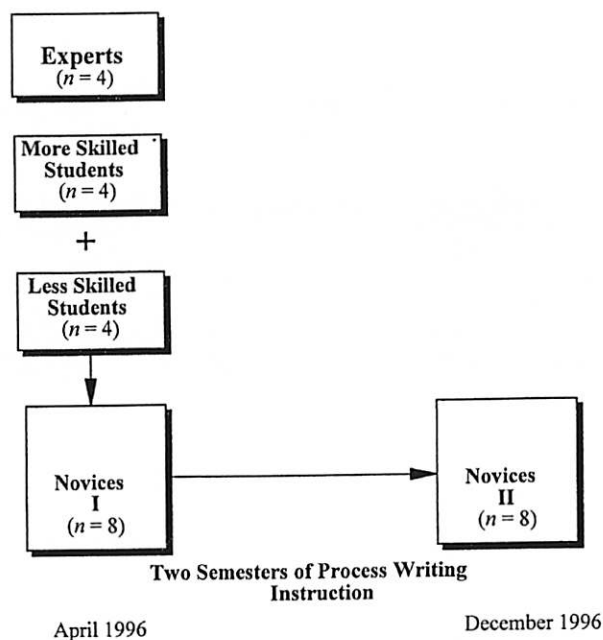 Experts
(n = 4)
More Skilled
Students
(n = 4)
+
Less Skilled
Students
(n = 4)
Novices
I
(n = 8)
Novices
II
(n = 8)
Two Semesters of Process Writing
Instruction
April 1996
December 1996